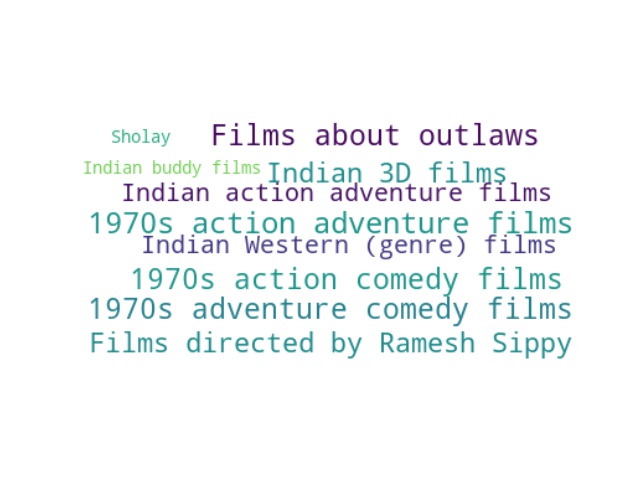 Sholay
Films about outlaws
Indian buddy films
Indian 3D films
Indian action adventure films
1970s action adventure films
Indian Western (genre) films
1970s action comedy films
1970s adventure comedy films
Films directed by Ramesh Sippy